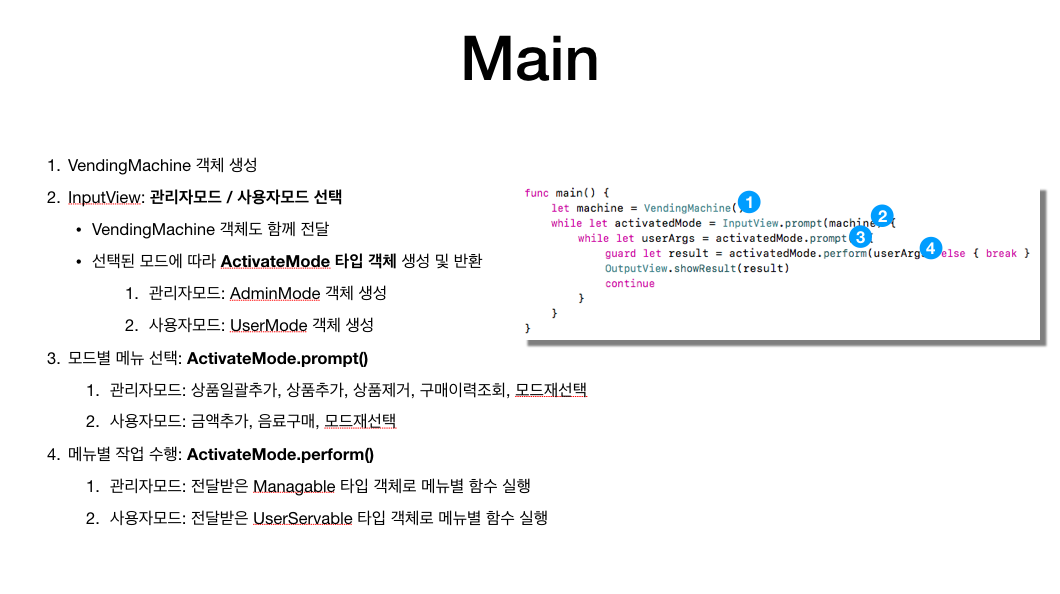 Main
1. VendingMachine 객체 생성
2. InputView: 관리자모드 / 사용자모드 선택
• VendingMachine 객체도 함께 전달
• 선택된 모드에 따라 ActivateMode 타입 객체 생성 및 반환
1. 관리자모드: AdminMode 객체 생성
2. 사용자모드: UserMode 객체 생성
3. 모드별 메뉴 선택: ActivateMode.prompt()
1. 관리자모드: 상품일괄추가, 상품추가, 상품제거, 구매이력조회, 모드재선택
2. 사용자모드: 금액추가, 음료구매, 모드재선택
4. 메뉴별 작업 수행: ActivateMode.perform()
1. 관리자모드: 전달받은 Managable 타입 객체로 메뉴별 함수 실행
2. 사용자모드: 전달받은 UserServable 타입 객체로 메뉴별 함수 실행
func main() {
let machine = VendingMachine( 1
while let activatedMode = InputView.prompt(machine 2 {
while let userArgs = activatedMode.prompt 3 {
guard let result = activatedMode.perform(userArg 4 else { break }
OutputView.showResult(result)
continue
}
}
}